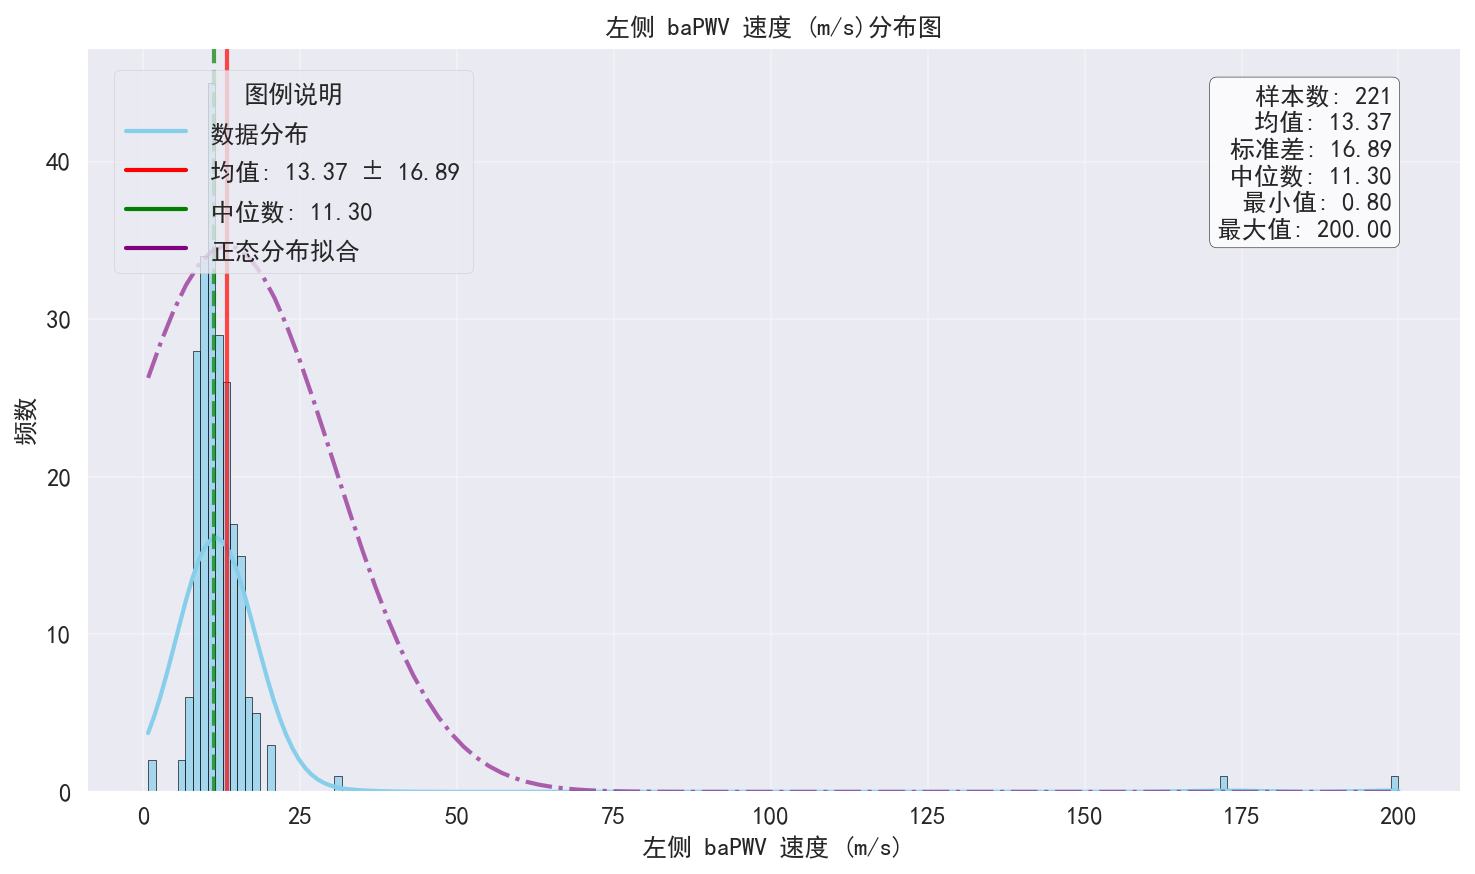 左侧 baPWV 速度 (m/s)分布图
图例说明
数据分布
均值: 13.37 ± 16.89
中位数: 11.30
正态分布拟合
样本数: 221
均值: 13.37
标准差: 16.89
中位数: 11.30
最小值: 0.80
最大值: 200.00
频数
40
30
20
10
0
0 25 50 75 100 125 150 175 200
左侧 baPWV 速度 (m/s)